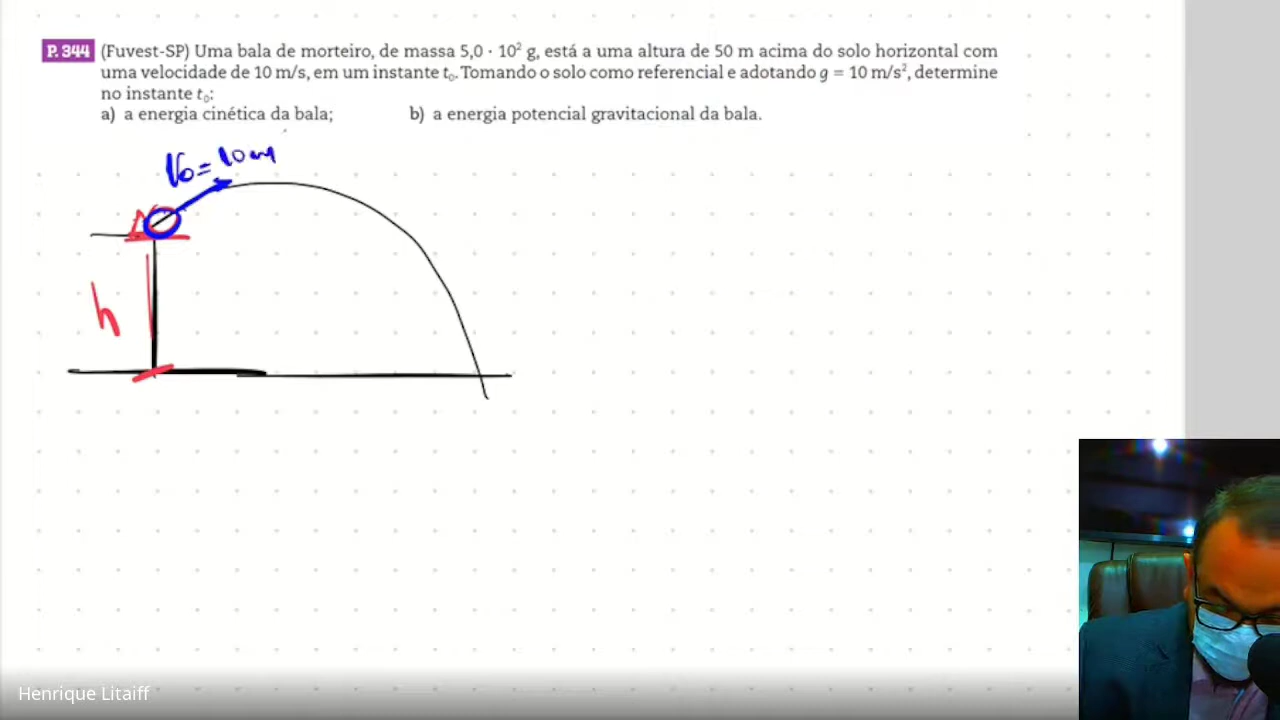 P. 344 (Fuvest-SP) Uma bala de morteiro, de massa 5,0 · 10² g, está a uma altura de 50 m acima do solo horizontal com
uma velocidade de 10 m/s, em um instante t₀. Tomando o solo como referencial e adotando g = 10 m/s², determine
no instante t₀:
a) a energia cinética da bala; b) a energia potencial gravitacional da bala.
V₀ = 10
h
Henrique Litaiff